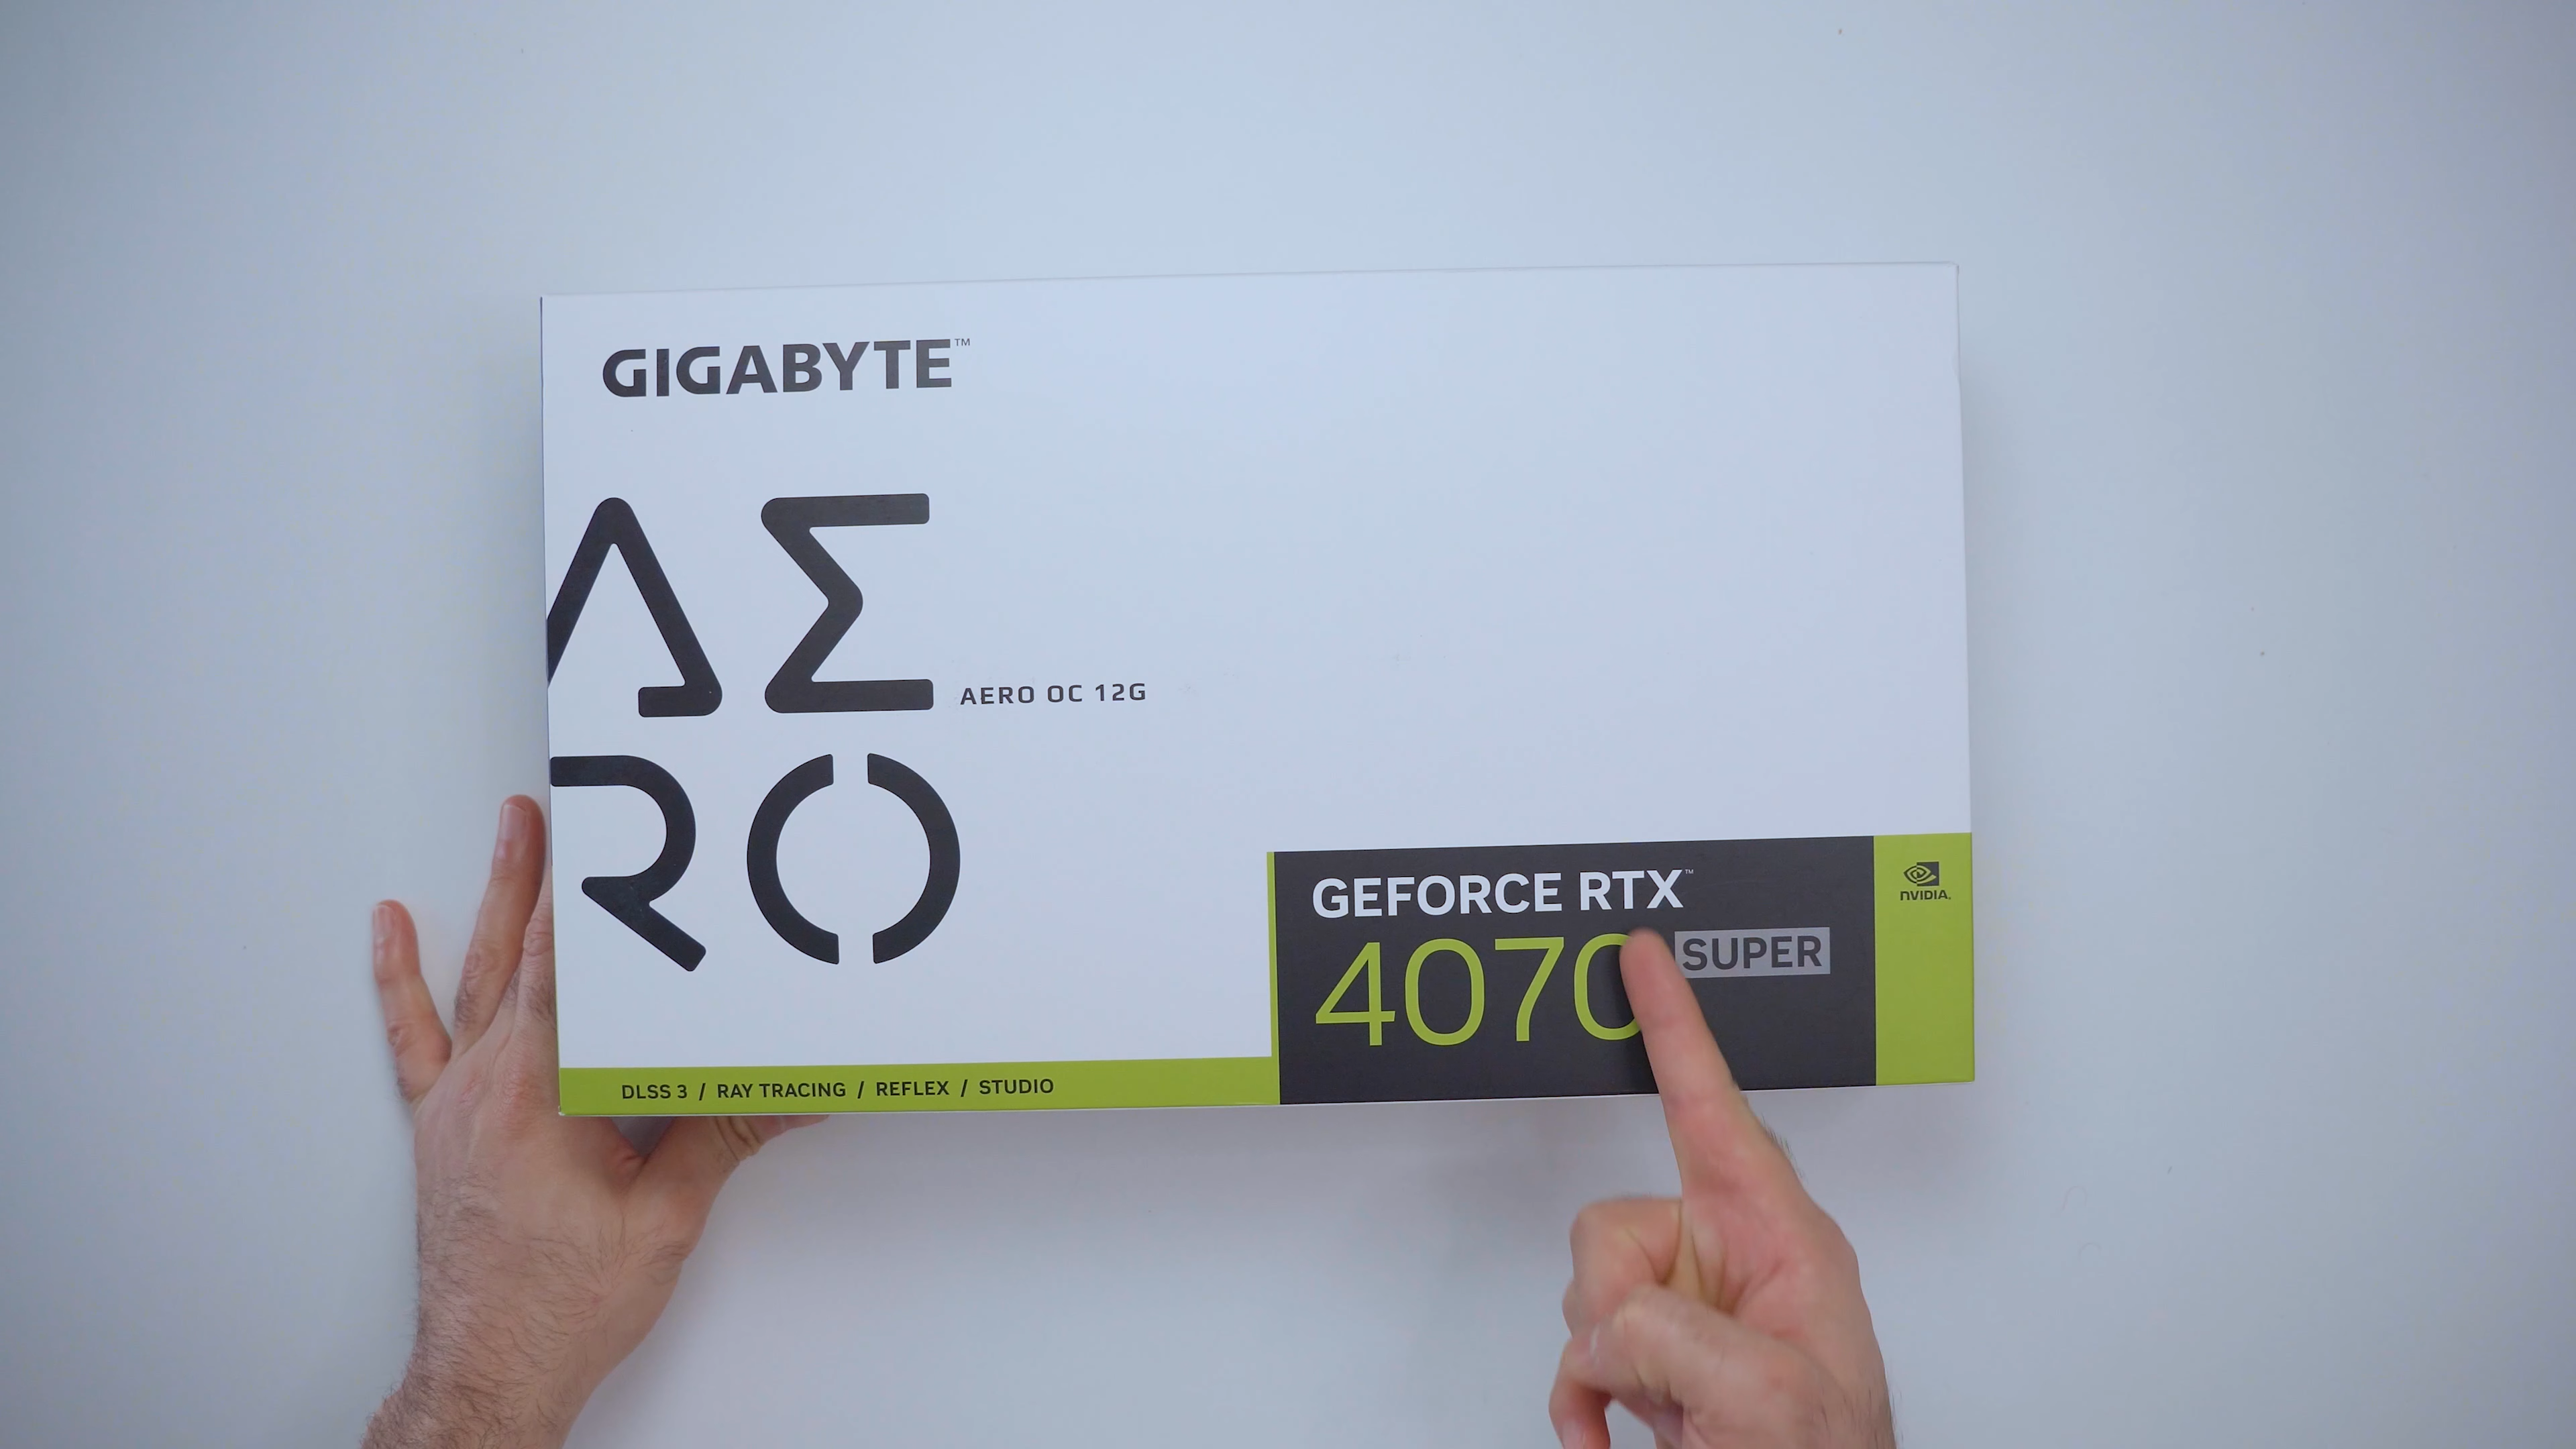 GIGABYTE™
AERO
AERO OC 12G
GEFORCE RTX™
4070 SUPER
NVIDIA.
DLSS 3 / RAY TRACING / REFLEX / STUDIO